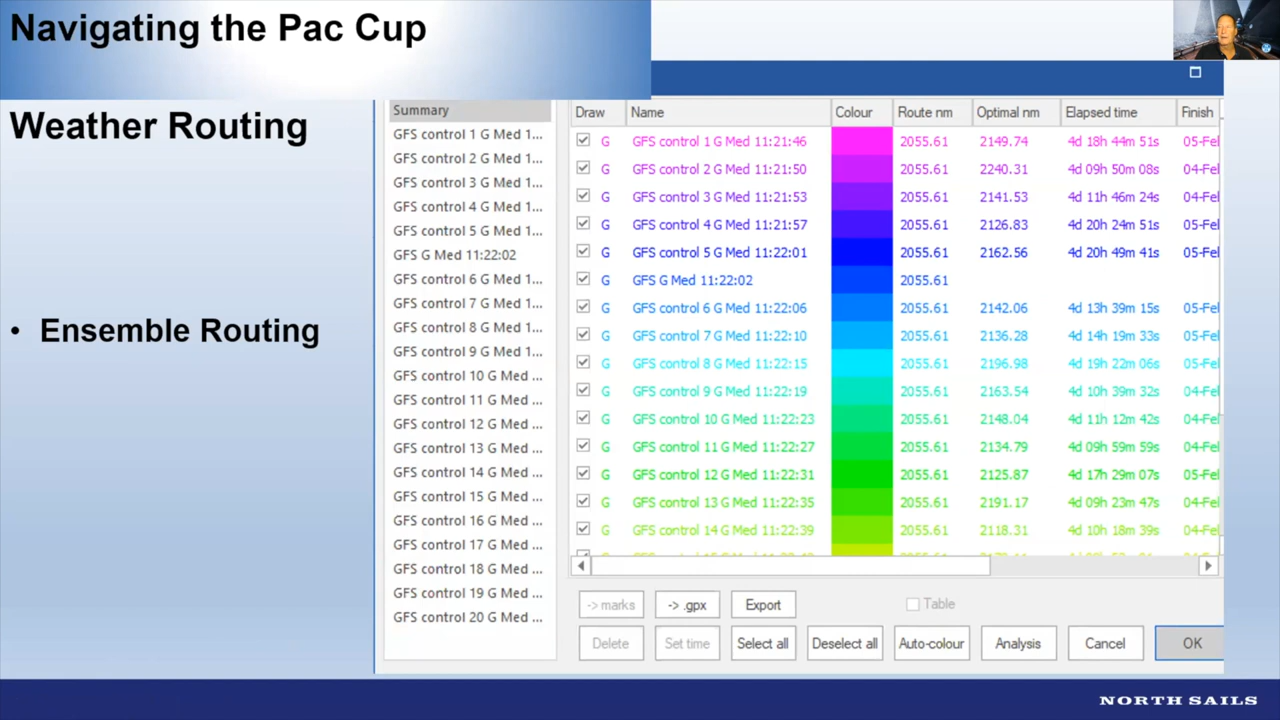 Navigating the Pac Cup
Weather Routing
• Ensemble Routing
Summary
GFS control 1 G Med 1...
GFS control 2 G Med 1...
GFS control 3 G Med 1...
GFS control 4 G Med 1...
GFS control 5 G Med 1...
GFS G Med 11:22:02
GFS control 6 G Med 1...
GFS control 7 G Med 1...
GFS control 8 G Med 1...
GFS control 9 G Med 1...
GFS control 10 G Med ...
GFS control 11 G Med ...
GFS control 12 G Med ...
GFS control 13 G Med ...
GFS control 14 G Med ...
GFS control 15 G Med ...
GFS control 16 G Med ...
GFS control 17 G Med ...
GFS control 18 G Med ...
GFS control 19 G Med ...
GFS control 20 G Med ...
Draw Name Colour Route nm Optimal nm Elapsed time Finish
G GFS control 1 G Med 11:21:46 2055.61 2149.74 4d 18h 44m 51s 05-Fel
G GFS control 2 G Med 11:21:50 2055.61 2240.31 4d 09h 50m 08s 04-Fel
G GFS control 3 G Med 11:21:53 2055.61 2141.53 4d 11h 46m 24s 04-Fel
G GFS control 4 G Med 11:21:57 2055.61 2126.83 4d 20h 24m 51s 05-Fel
G GFS control 5 G Med 11:22:01 2055.61 2162.56 4d 20h 49m 41s 05-Fel
G GFS G Med 11:22:02 2055.61
G GFS control 6 G Med 11:22:06 2055.61 2142.06 4d 13h 39m 15s 05-Fel
G GFS control 7 G Med 11:22:10 2055.61 2136.28 4d 14h 19m 33s 05-Fel
G GFS control 8 G Med 11:22:15 2055.61 2196.98 4d 19h 22m 06s 05-Fel
G GFS control 9 G Med 11:22:19 2055.61 2163.54 4d 10h 39m 32s 04-Fel
G GFS control 10 G Med 11:22:23 2055.61 2148.04 4d 11h 12m 42s 04-Fel
G GFS control 11 G Med 11:22:27 2055.61 2134.79 4d 09h 59m 59s 04-Fel
G GFS control 12 G Med 11:22:31 2055.61 2125.87 4d 17h 29m 07s 05-Fel
G GFS control 13 G Med 11:22:35 2055.61 2191.17 4d 09h 23m 47s 04-Fel
G GFS control 14 G Med 11:22:39 2055.61 2118.31 4d 10h 18m 39s 04-Fel
-> marks -> .gpx Export Table
Delete Set time Select all Deselect all Auto-colour Analysis Cancel OK
NORTH SAILS